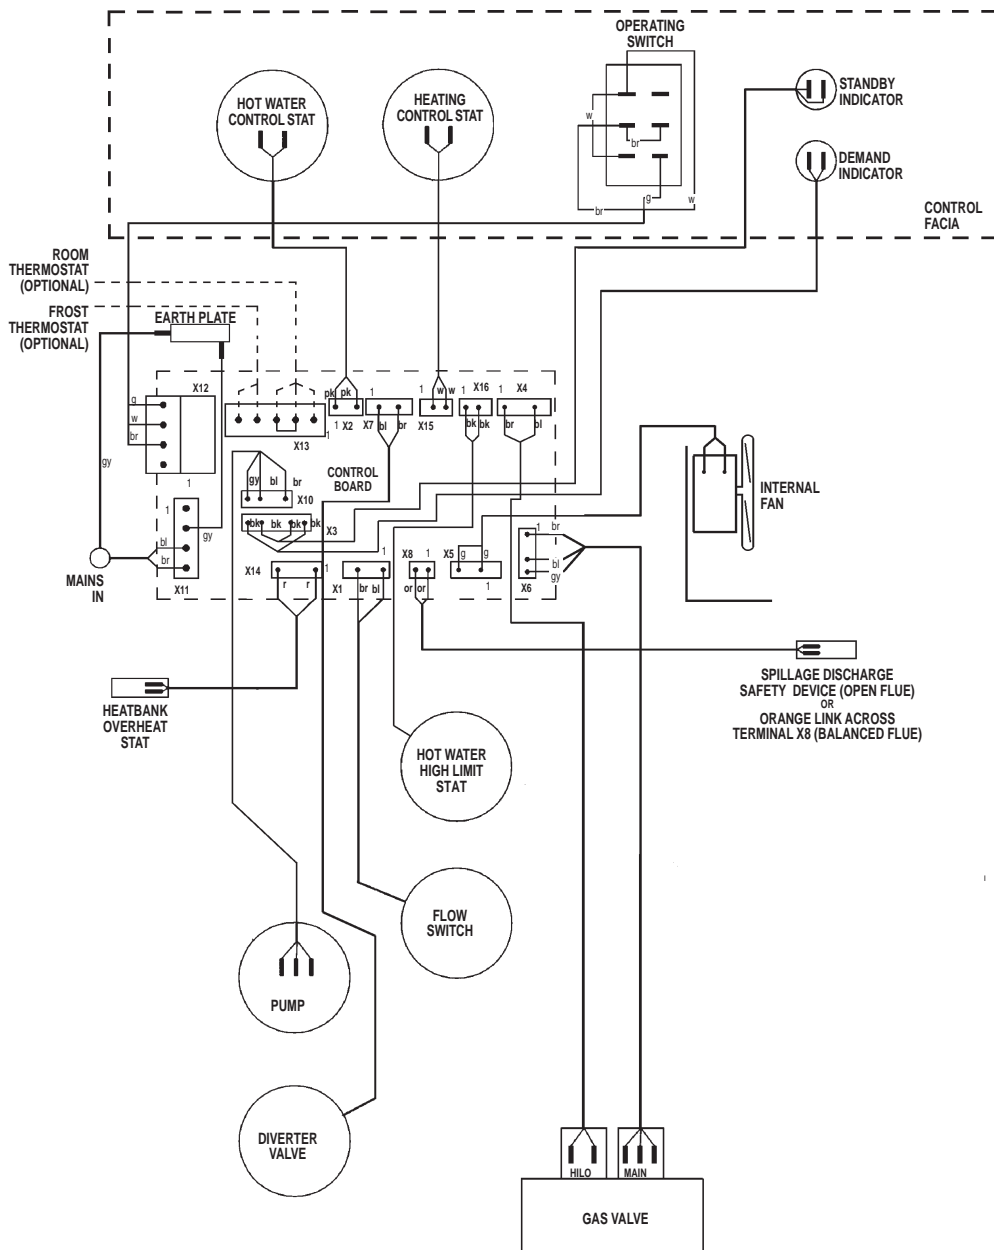 OPERATING
SWITCH
HOT WATER
CONTROL STAT
HEATING
CONTROL STAT
STANDBY
INDICATOR
DEMAND
INDICATOR
w
br
g
br
w
CONTROL
FACIA
ROOM
THERMOSTAT
(OPTIONAL)
FROST
THERMOSTAT
(OPTIONAL)
EARTH PLATE
X12
g
w
br
1
X13
1
pk
pk
1
X2
1
X7
bl
br
1
w
w
X15
1
X16
bk
bk
1
X4
br
bl
gy
CONTROL
BOARD
gy
bl
br
X10
bk
bk
bk
bk
X3
INTERNAL
FAN
1
gy
bl
br
X11
MAINS
IN
X14
r
r
1
X1
br
bl
1
X8
1
or
or
X5
g
g
1
1
br
bl
gy
X6
HEATBANK
OVERHEAT
STAT
SPILLAGE DISCHARGE
SAFETY DEVICE (OPEN FLUE)
OR
ORANGE LINK ACROSS
TERMINAL X8 (BALANCED FLUE)
HOT WATER
HIGH LIMIT
STAT
FLOW
SWITCH
PUMP
DIVERTER
VALVE
HILO
MAIN
GAS VALVE